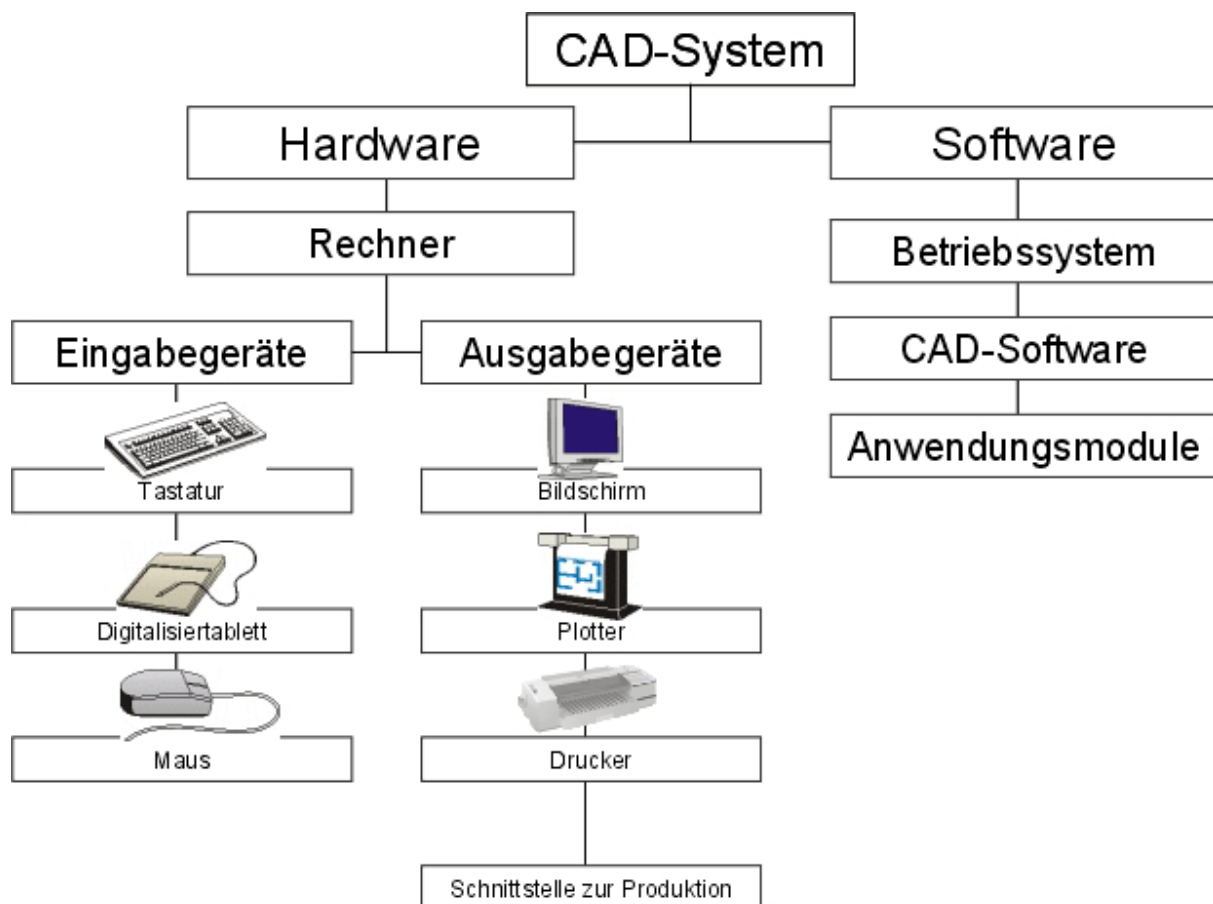 CAD-System
Hardware
Software
Rechner
Betriebssystem
Eingabegeräte
Ausgabegeräte
CAD-Software
Anwendungsmodule
Tastatur
Bildschirm
Digitalisiertablett
Plotter
Maus
Drucker
Schnittstelle zur Produktion